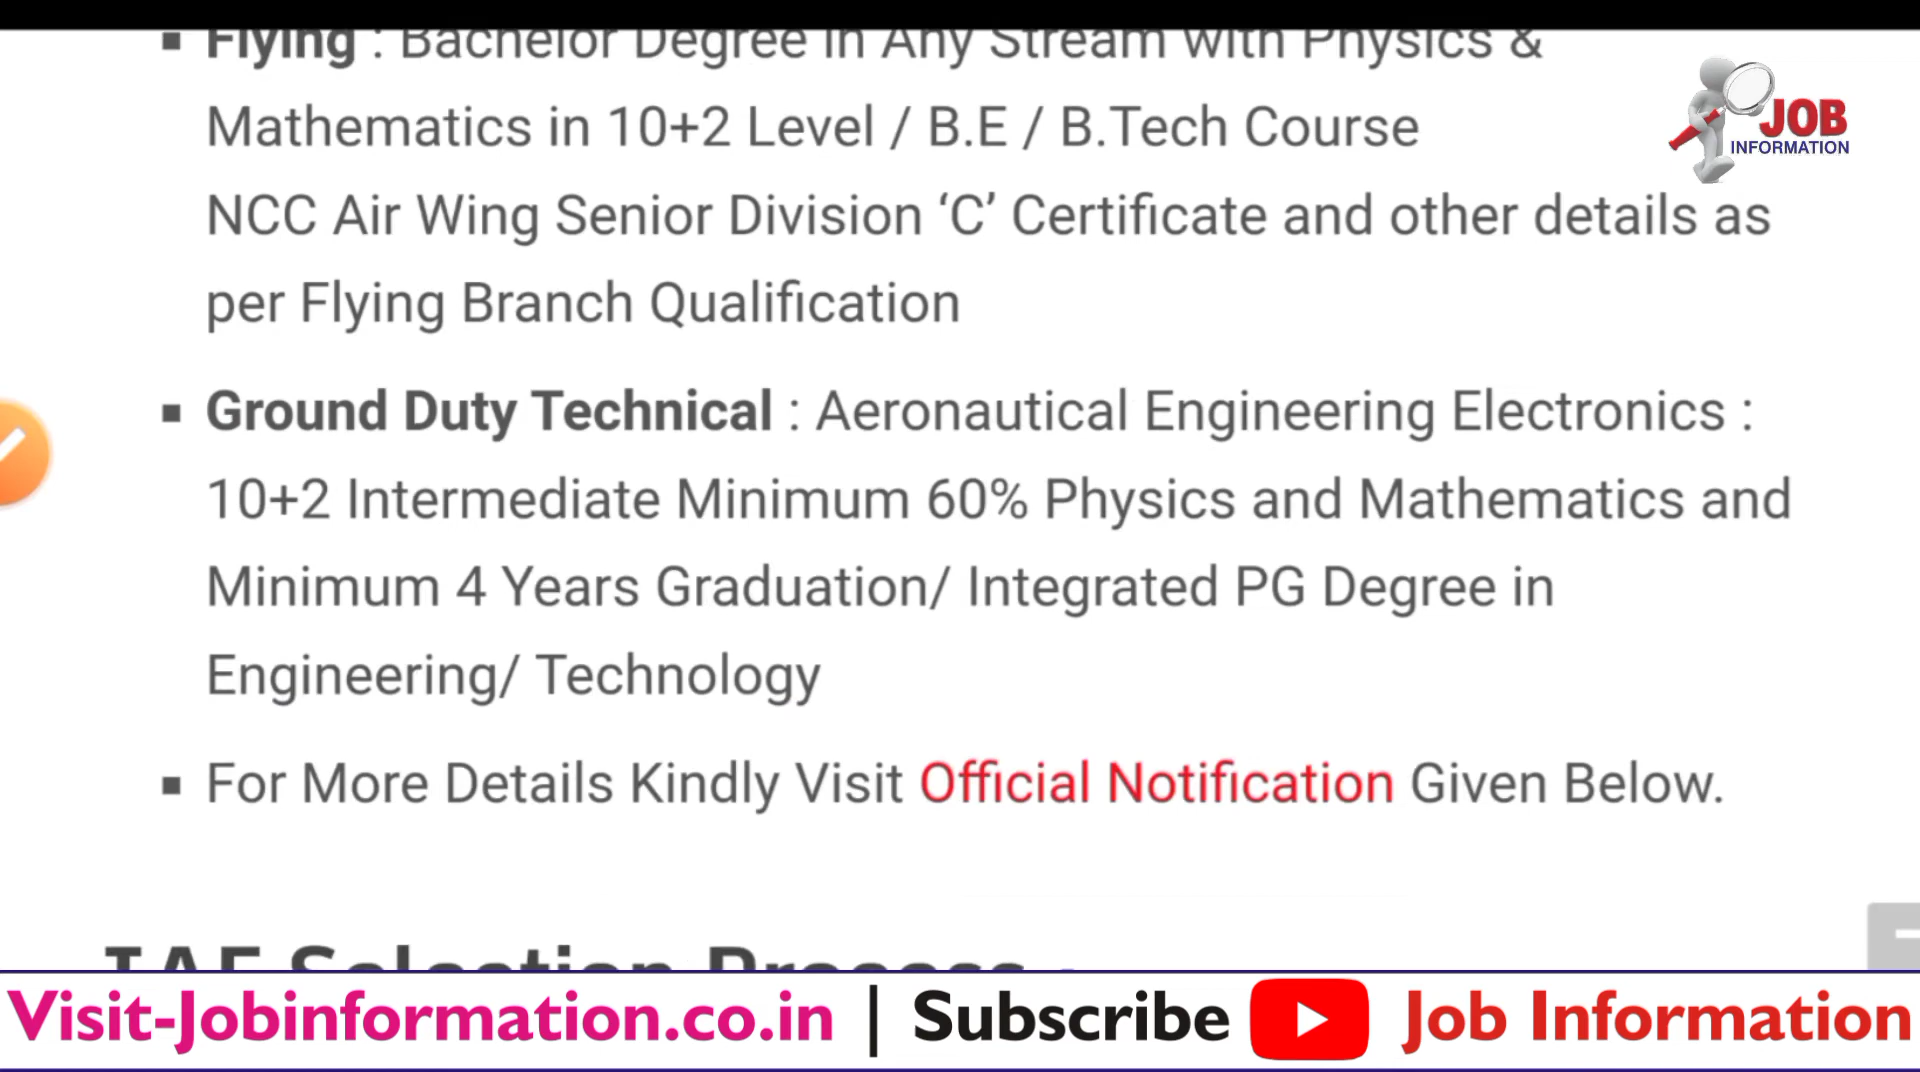 ▪ Flying : Bachelor Degree in Any Stream with Physics &
Mathematics in 10+2 Level / B.E / B.Tech Course
NCC Air Wing Senior Division ‘C’ Certificate and other details as
per Flying Branch Qualification
▪ Ground Duty Technical : Aeronautical Engineering Electronics :
10+2 Intermediate Minimum 60% Physics and Mathematics and
Minimum 4 Years Graduation/ Integrated PG Degree in
Engineering/ Technology
▪ For More Details Kindly Visit Official Notification Given Below.
IAF Selection Process :
JOB
INFORMATION
Visit-Jobinformation.co.in | Subscribe Job Information